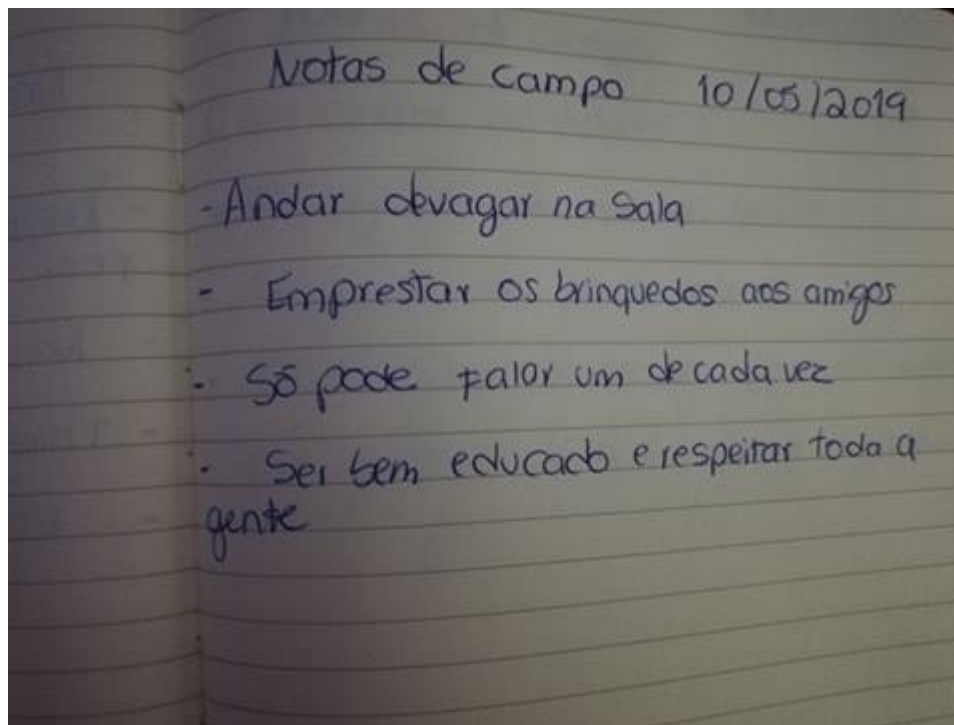 Notas de campo 10/05/2019
- Andar devagar na sala
- Emprestar os brinquedos aos amigos
- Só pode falar um de cada vez
- Ser bem educado e respeitar toda a
gente